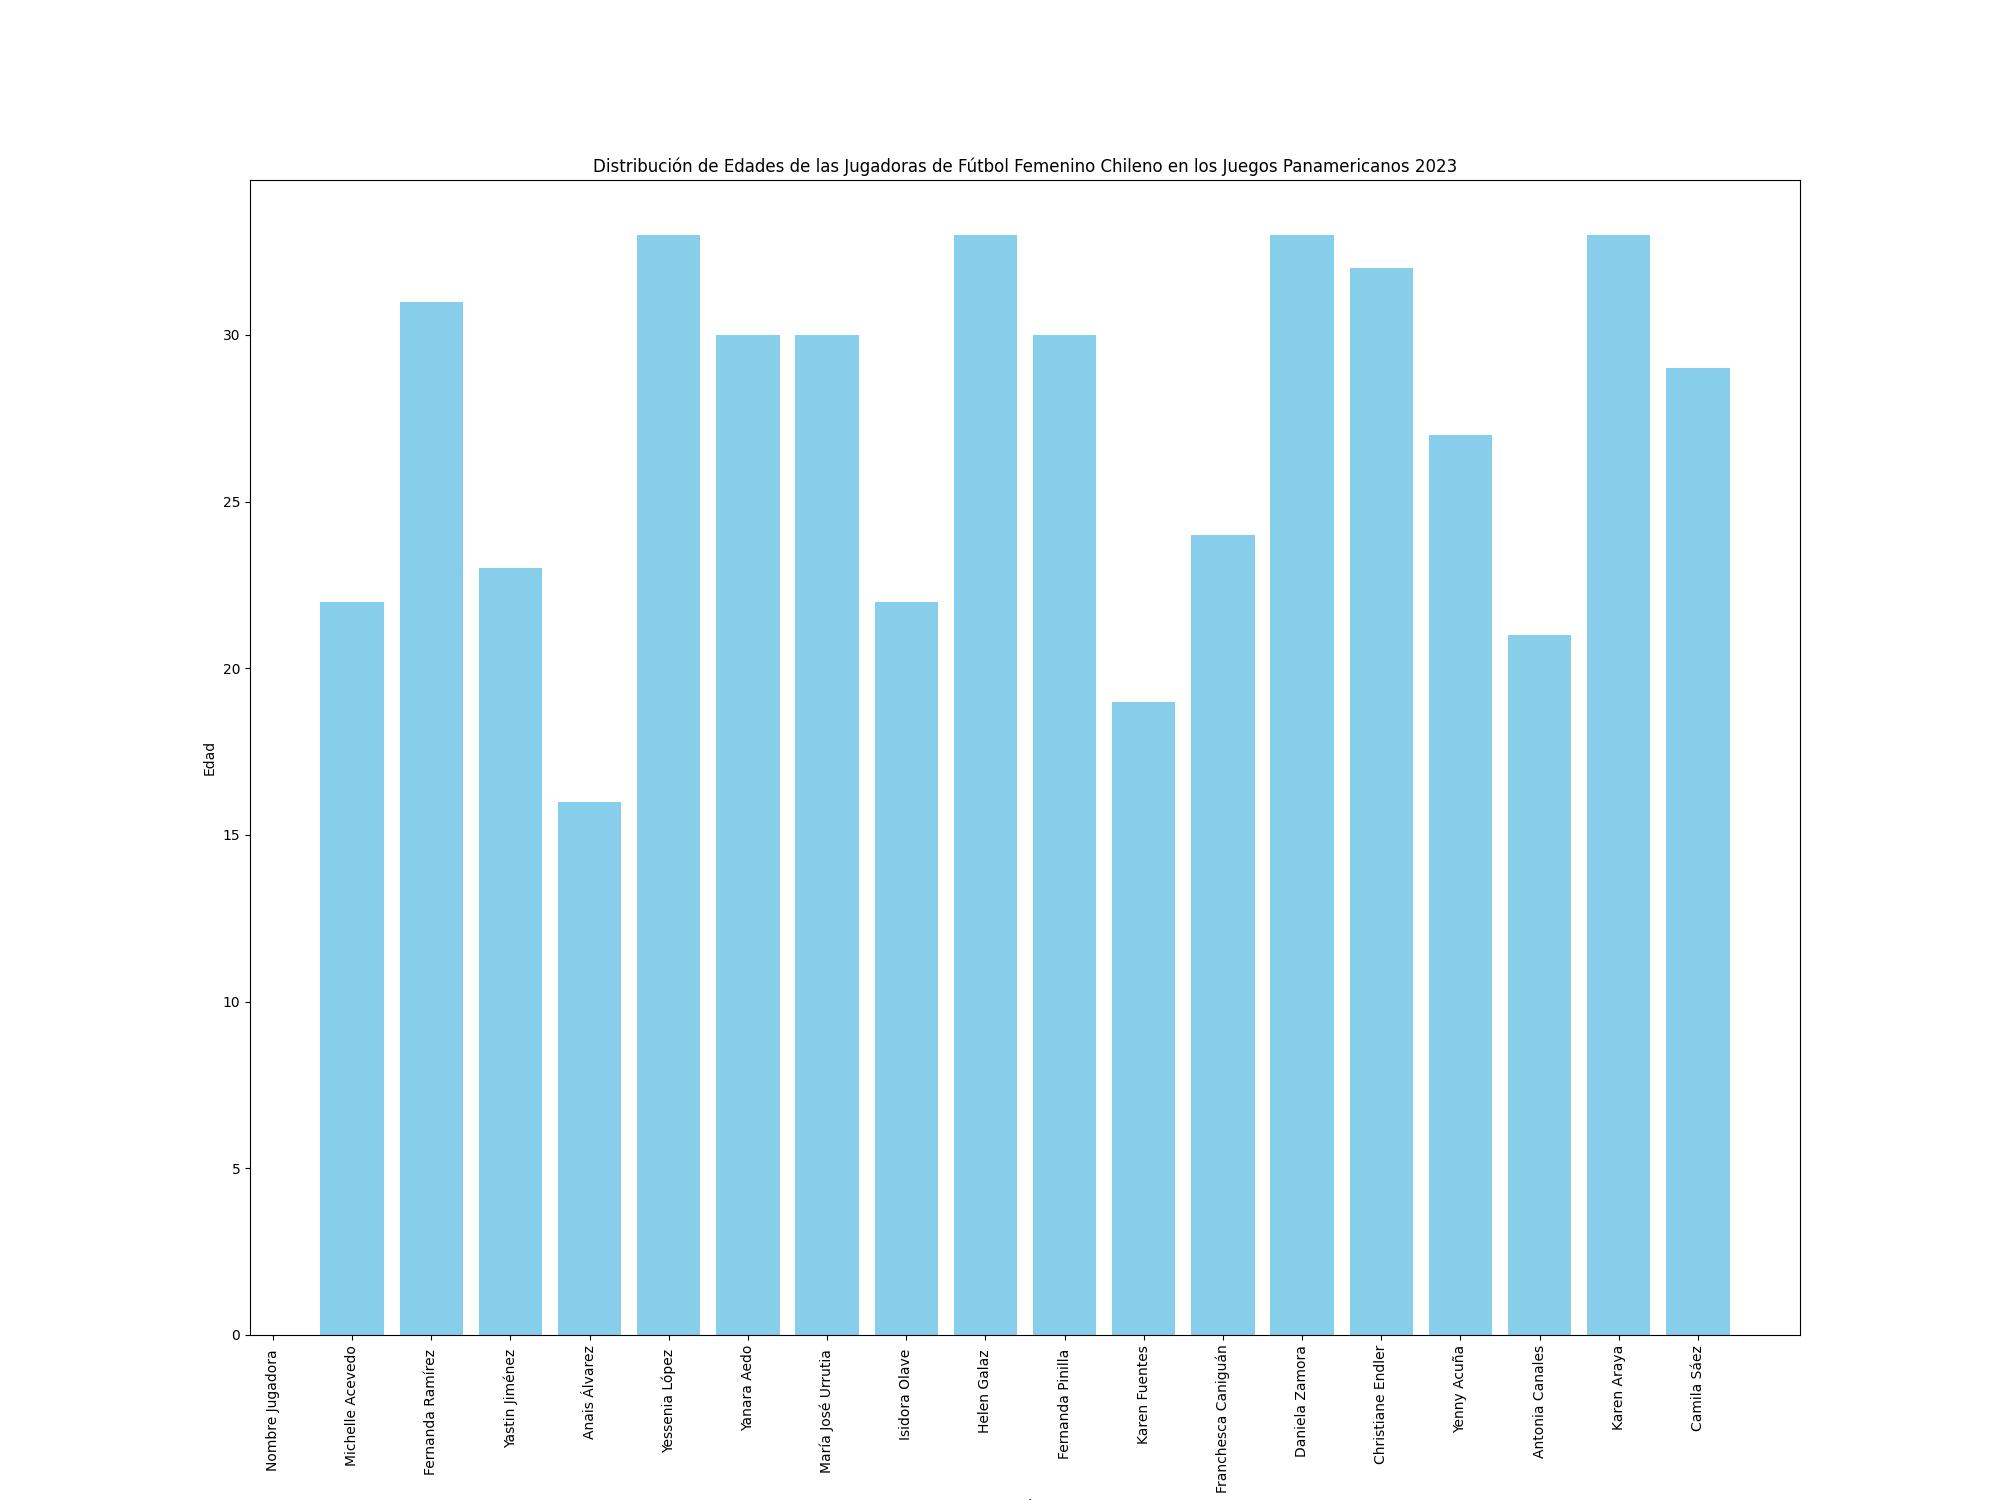 Distribución de Edades de las Jugadoras de Fútbol Femenino Chileno en los Juegos Panamericanos 2023
30
25
20
15
10
5
0
Edad
Nombre Jugadora
Michelle Acevedo
Fernanda Ramírez
Yastin Jiménez
Anais Álvarez
Yessenia López
Yanara Aedo
María José Urrutia
Isidora Olave
Helen Galaz
Fernanda Pinilla
Karen Fuentes
Franchesca Caniguán
Daniela Zamora
Christiane Endler
Yenny Acuña
Antonia Canales
Karen Araya
Camila Sáez